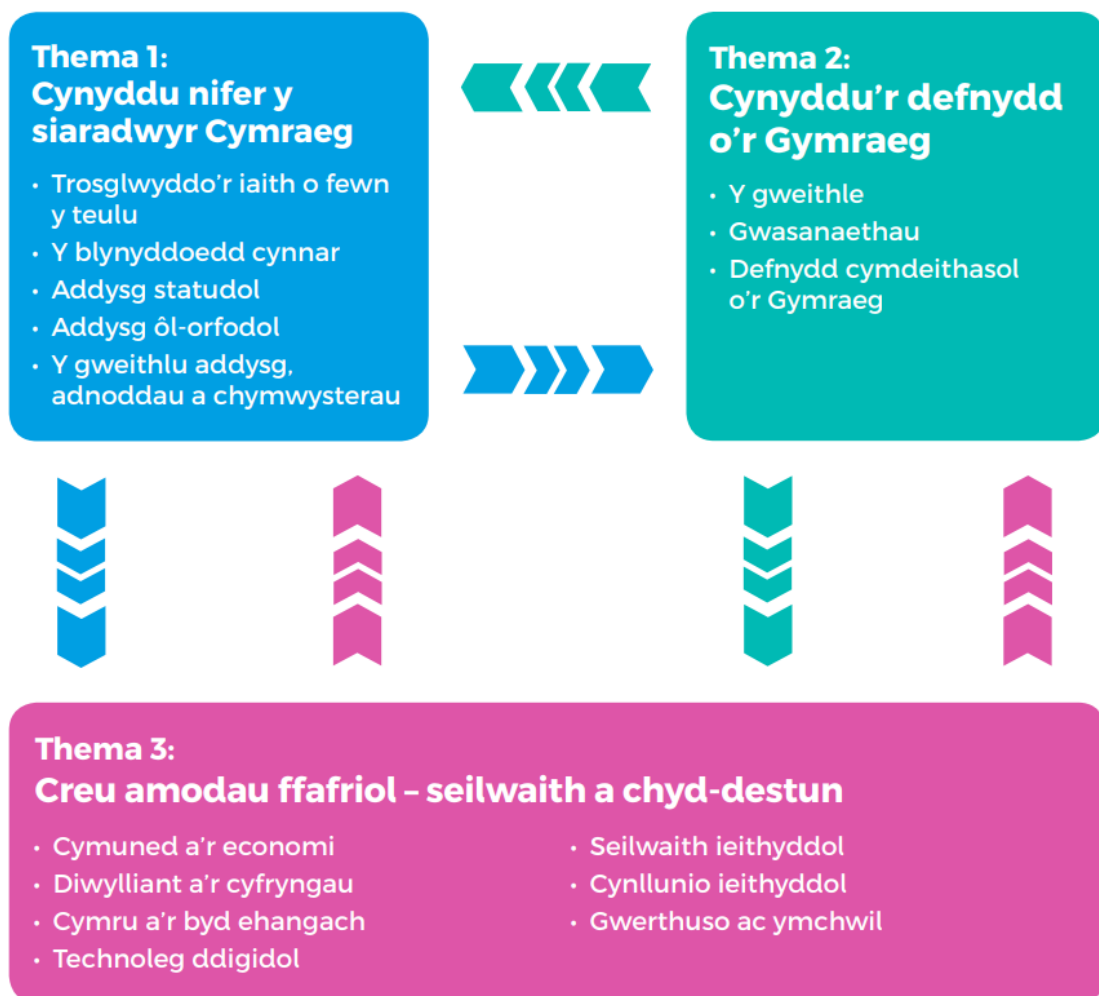 Thema 1:
Cynyddu nifer y
siaradwyr Cymraeg
• Trosglwyddo'r iaith o fewn
y teulu
• Y blynyddoedd cynnar
• Addysg statudol
• Addysg ôl-orfodol
• Y gweithlu addysg,
adnoddau a chymwysterau
Thema 2:
Cynyddu'r defnydd
o'r Gymraeg
• Y gweithle
• Gwasanaethau
• Defnydd cymdeithasol
o'r Gymraeg
Thema 3:
Creu amodau ffafriol – seilwaith a chyd-destun
• Cymuned a'r economi
• Diwylliant a'r cyfryngau
• Cymru a'r byd ehangach
• Technoleg ddigidol
• Seilwaith ieithyddol
• Cynllunio ieithyddol
• Gwerthuso ac ymchwil